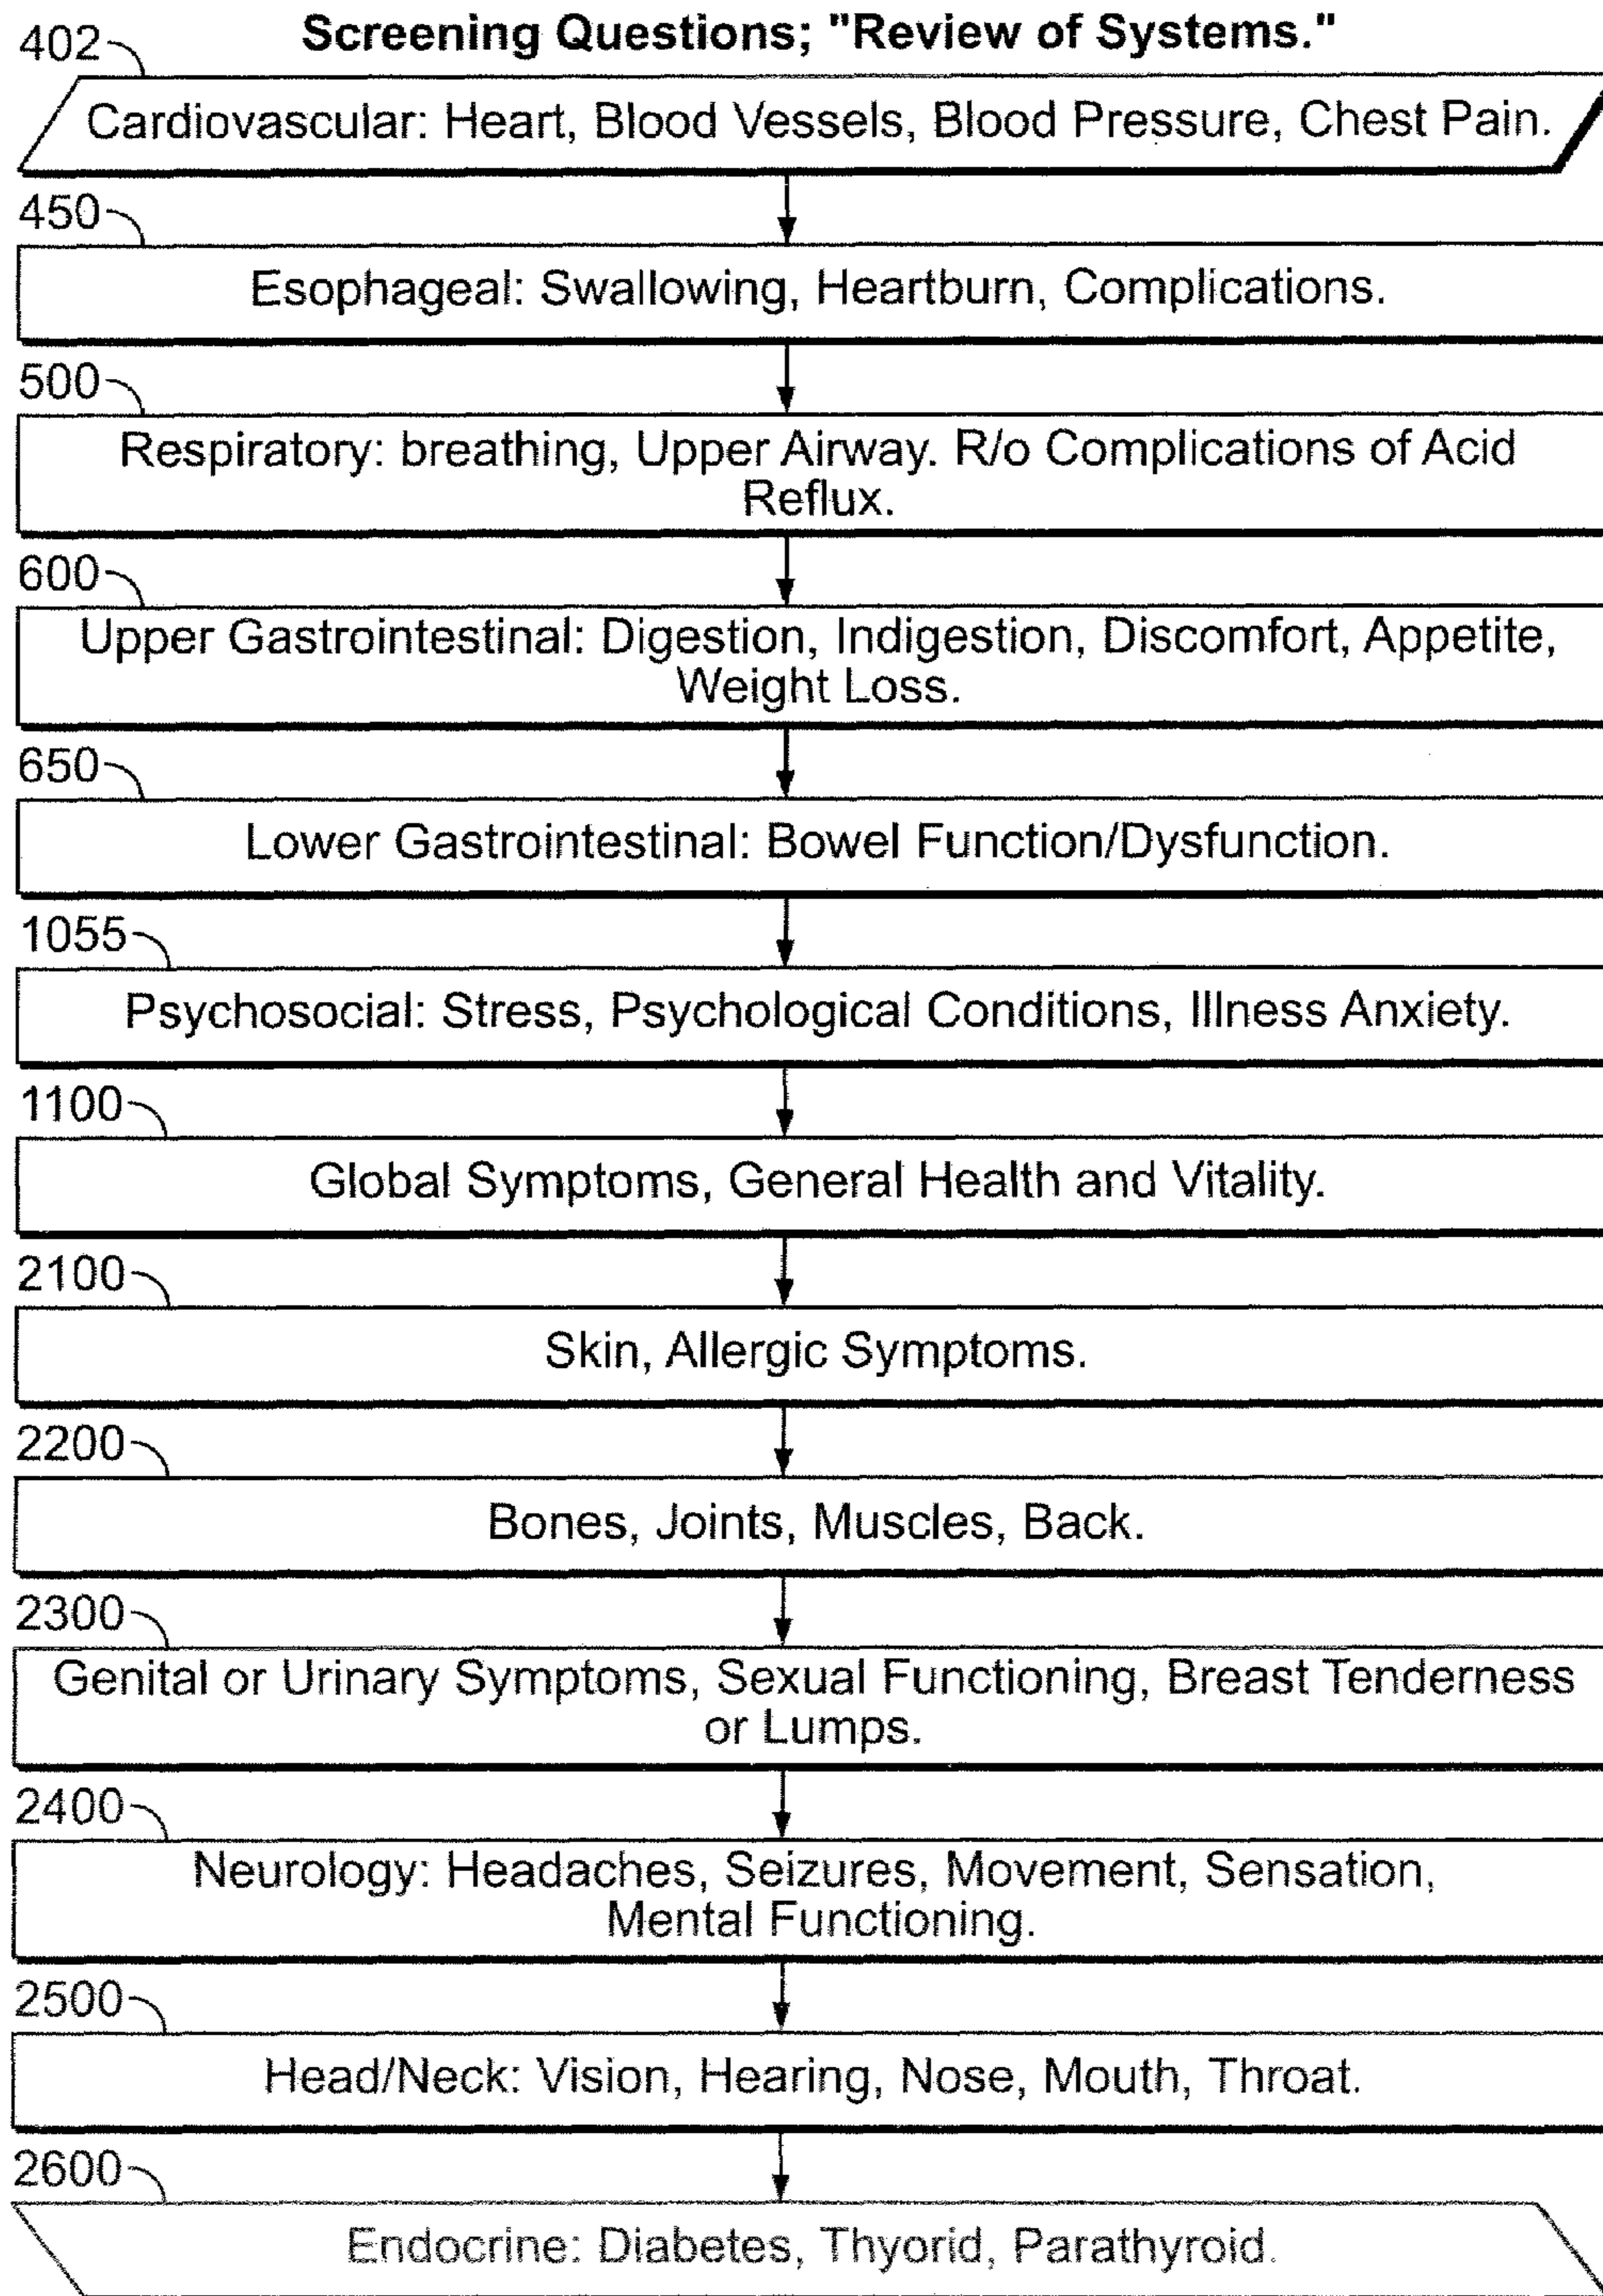 Screening Questions; "Review of Systems."
402
Cardiovascular: Heart, Blood Vessels, Blood Pressure, Chest Pain.
450
Esophageal: Swallowing, Heartburn, Complications.
500
Respiratory: breathing, Upper Airway. R/o Complications of Acid
Reflux.
600
Upper Gastrointestinal: Digestion, Indigestion, Discomfort, Appetite,
Weight Loss.
650
Lower Gastrointestinal: Bowel Function/Dysfunction.
1055
Psychosocial: Stress, Psychological Conditions, Illness Anxiety.
1100
Global Symptoms, General Health and Vitality.
2100
Skin, Allergic Symptoms.
2200
Bones, Joints, Muscles, Back.
2300
Genital or Urinary Symptoms, Sexual Functioning, Breast Tenderness
or Lumps.
2400
Neurology: Headaches, Seizures, Movement, Sensation,
Mental Functioning.
2500
Head/Neck: Vision, Hearing, Nose, Mouth, Throat.
2600
Endocrine: Diabetes, Thyorid, Parathyroid.